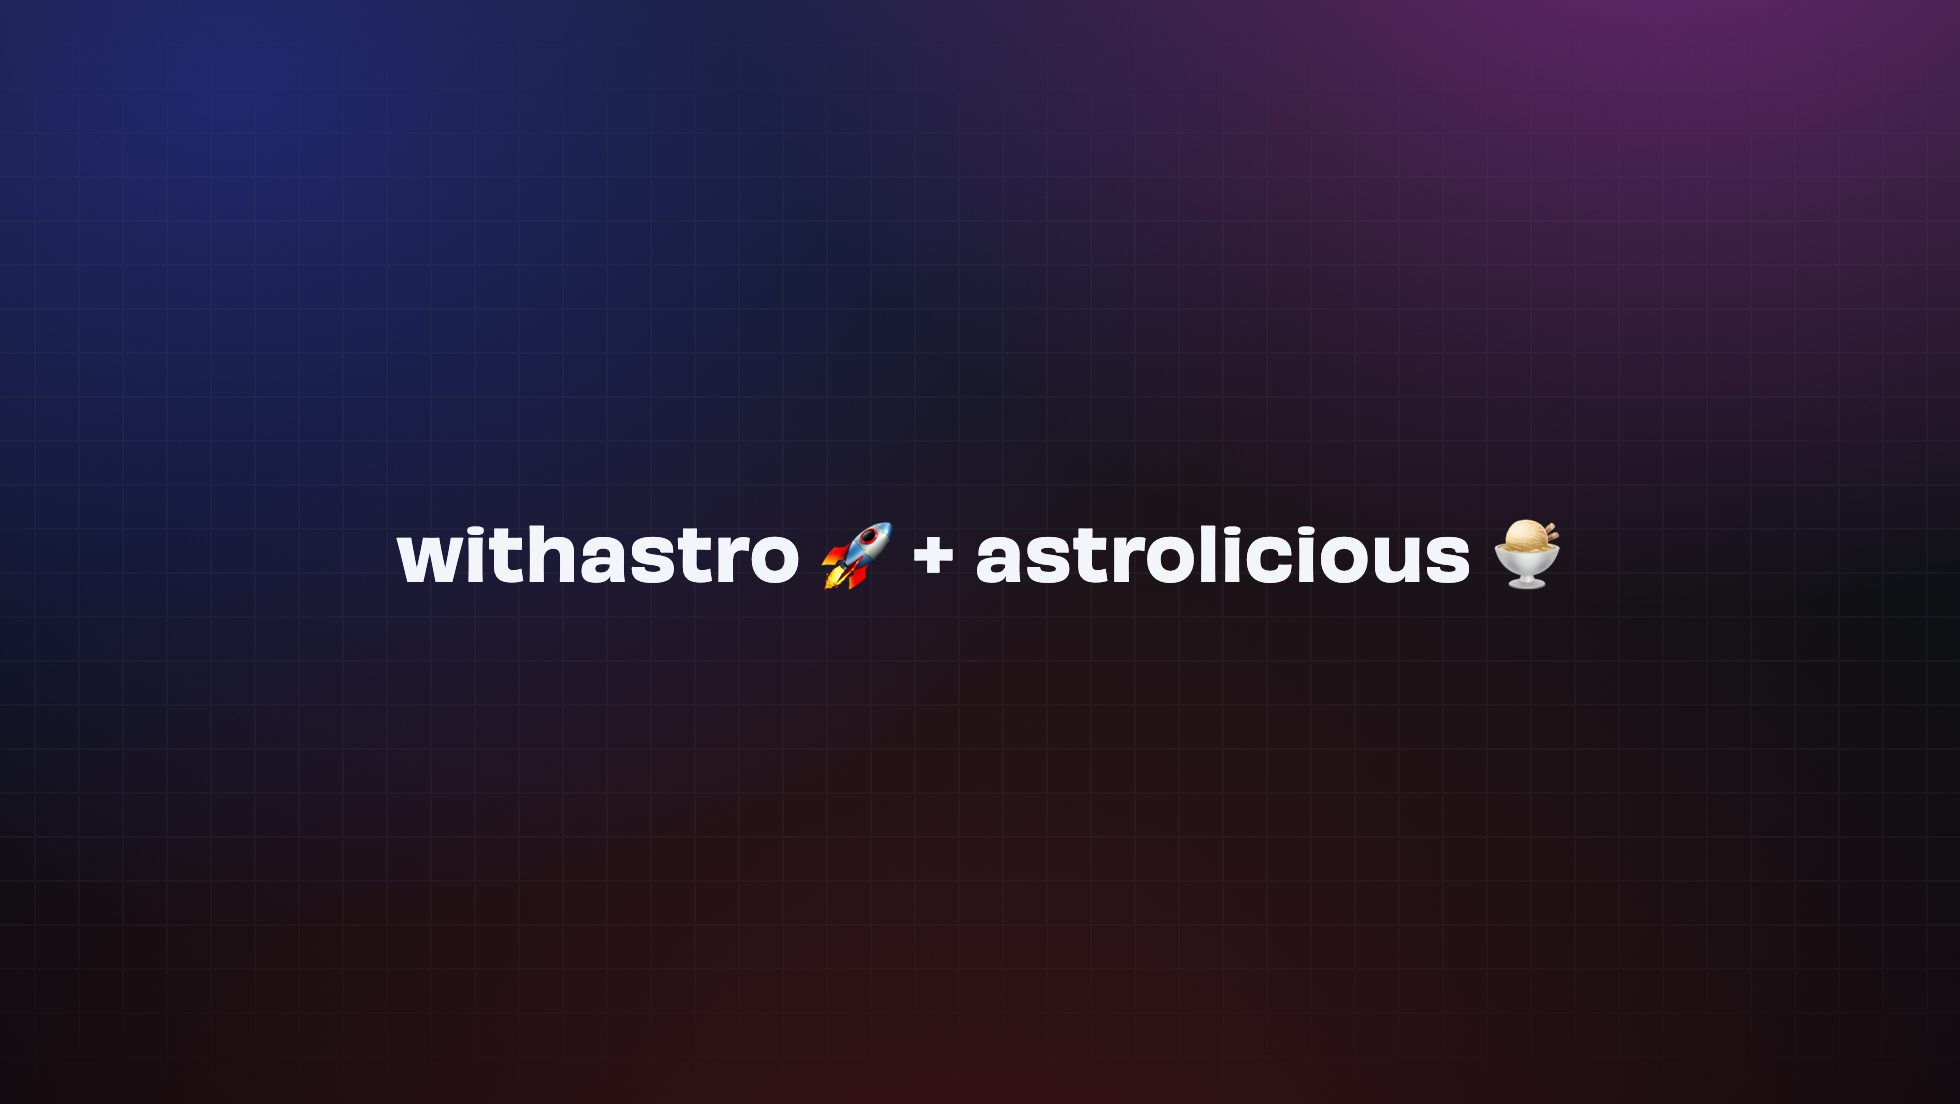 withastro 🚀 + astrolicious 🍨